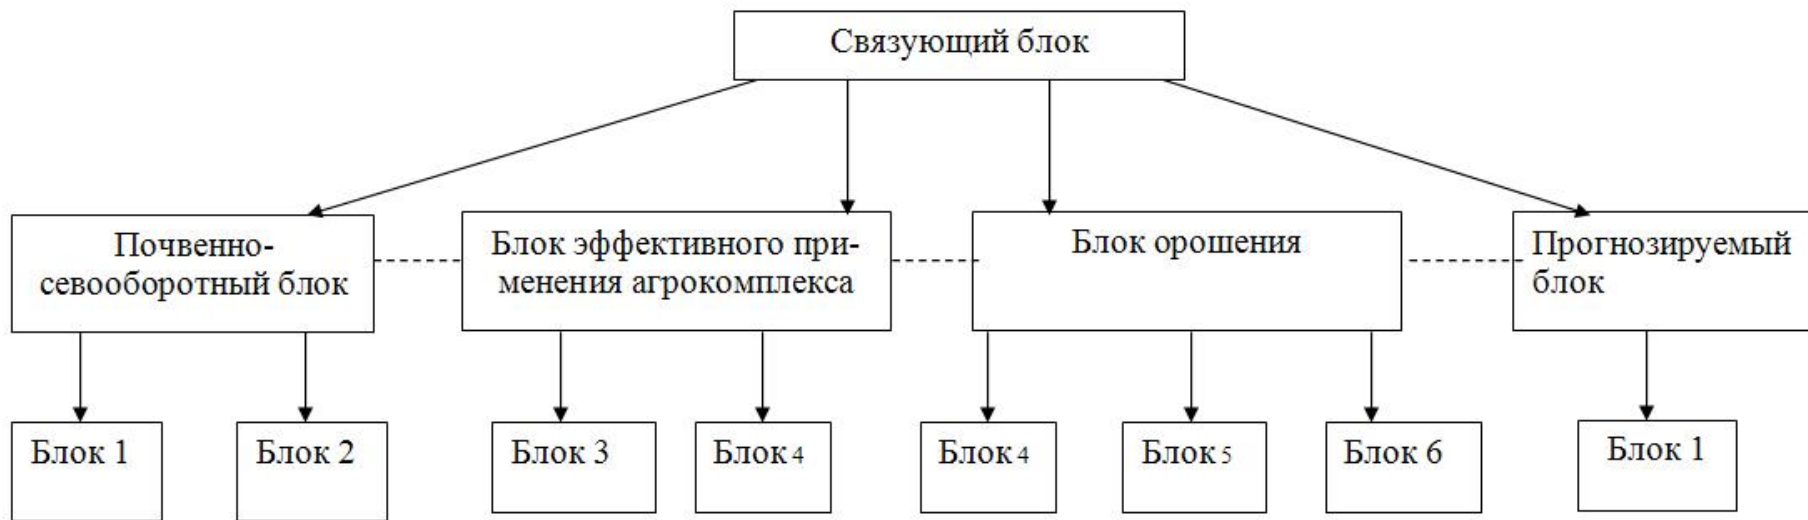 Связующий блок
Почвенно-
севооборотный блок
Блок эффективного при-
менения агрокомплекса
Блок орошения
Прогнозируемый
блок
Блок 1
Блок 2
Блок 3
Блок 4
Блок 4
Блок 5
Блок 6
Блок 1